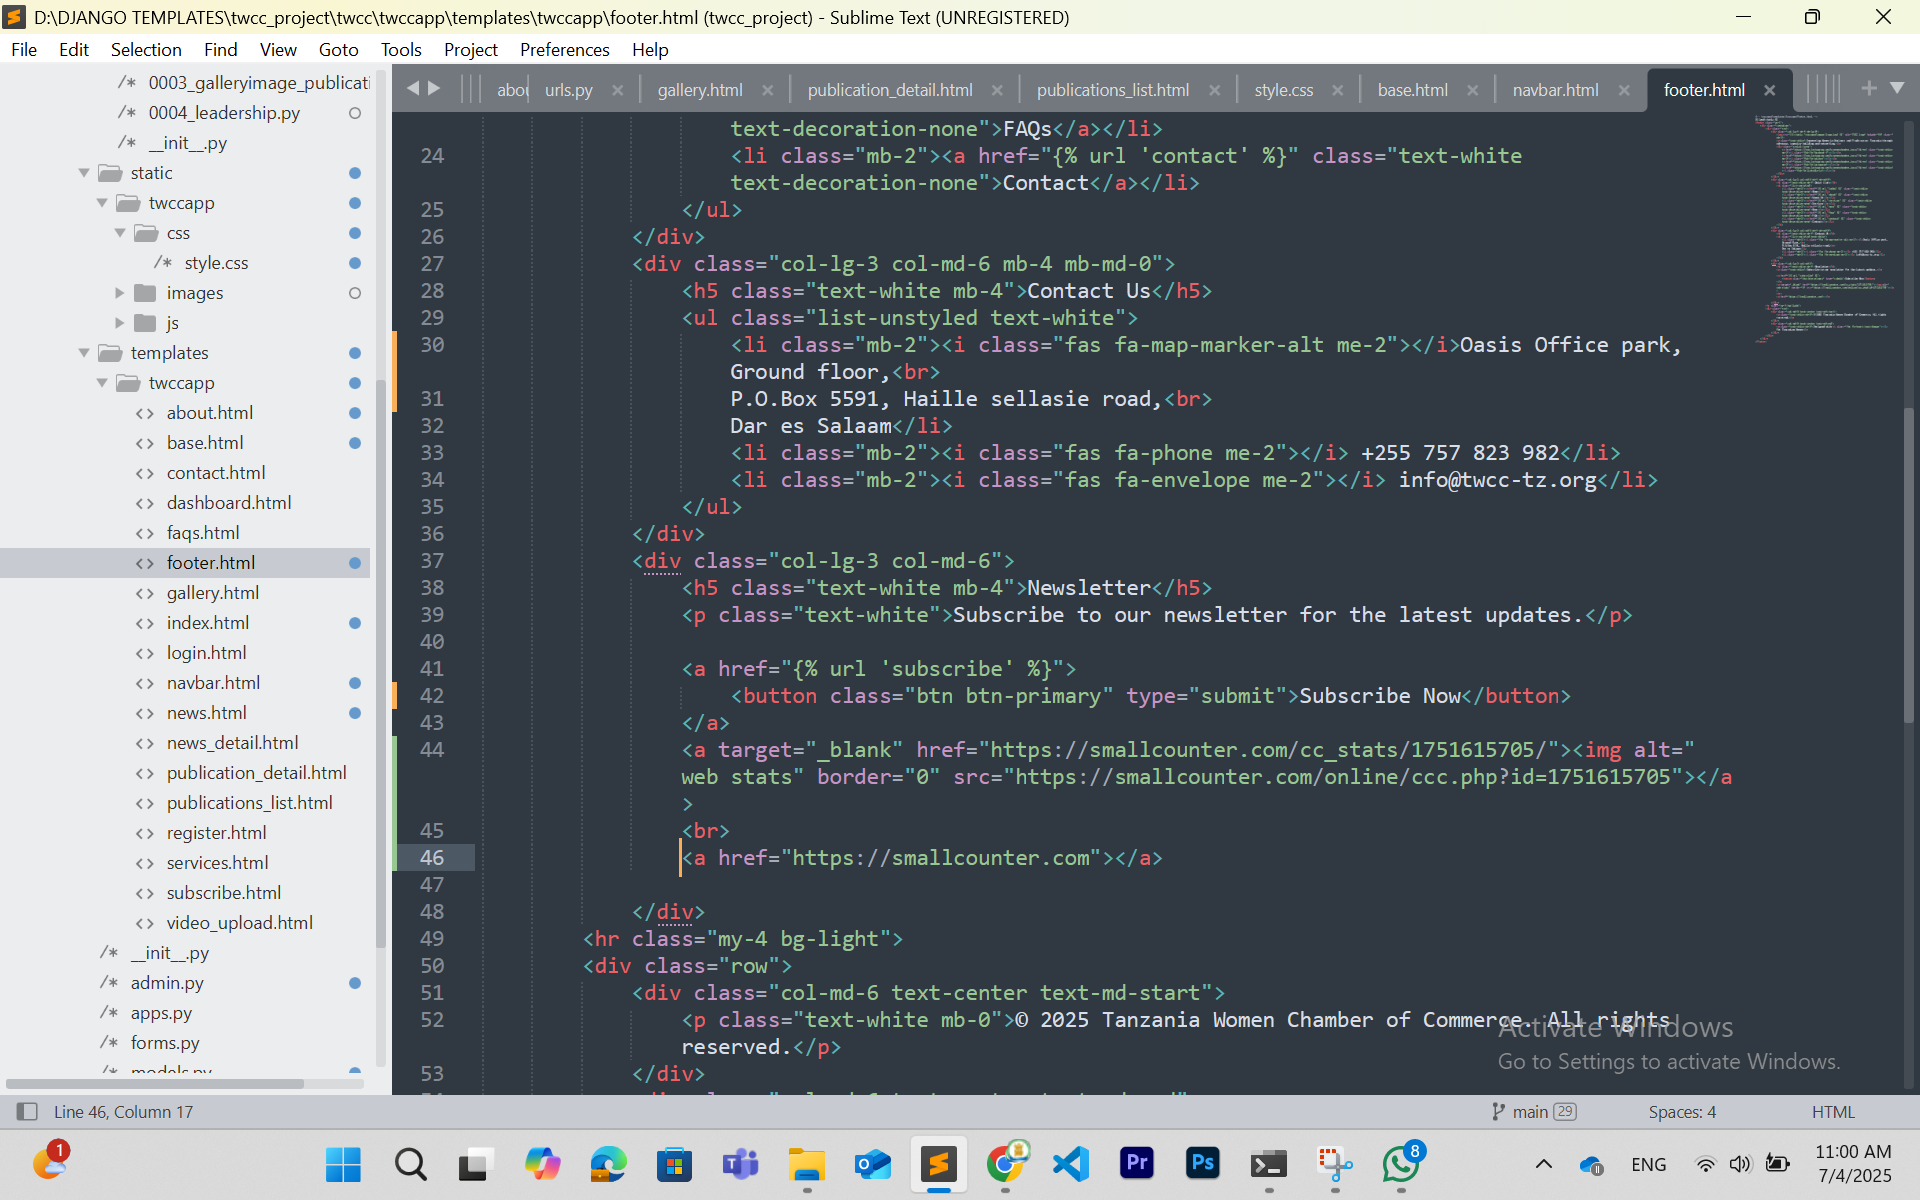 D:\DJANGO TEMPLATES\twcc_project\twcc\twccapp\templates\twccapp\footer.html (twcc_project) - Sublime Text (UNREGISTERED)
File Edit Selection Find View Goto Tools Project Preferences Help
0003_galleryimage_publicati
0004_leadership.py
__init__.py
static
twccapp
css
style.css
images
js
templates
twccapp
about.html
base.html
contact.html
dashboard.html
faqs.html
footer.html
gallery.html
index.html
login.html
navbar.html
news.html
news_detail.html
publication_detail.html
publications_list.html
register.html
services.html
subscribe.html
video_upload.html
__init__.py
admin.py
apps.py
forms.py
models.py
abou urls.py gallery.html publication_detail.html publications_list.html style.css base.html navbar.html footer.html
text-decoration-none">FAQs</a></li>
24 <li class="mb-2"><a href="{% url 'contact' %}" class="text-white
text-decoration-none">Contact</a></li>
25 </ul>
26 </div>
27 <div class="col-lg-3 col-md-6 mb-4 mb-md-0">
28 <h5 class="text-white mb-4">Contact Us</h5>
29 <ul class="list-unstyled text-white">
30 <li class="mb-2"><i class="fas fa-map-marker-alt me-2"></i>Oasis Office park,
Ground floor,<br>
31 P.O.Box 5591, Haille sellasie road,<br>
32 Dar es Salaam</li>
33 <li class="mb-2"><i class="fas fa-phone me-2"></i> +255 757 823 982</li>
34 <li class="mb-2"><i class="fas fa-envelope me-2"></i> info@twcc-tz.org</li>
35 </ul>
36 </div>
37 <div class="col-lg-3 col-md-6">
38 <h5 class="text-white mb-4">Newsletter</h5>
39 <p class="text-white">Subscribe to our newsletter for the latest updates.</p>
40
41 <a href="{% url 'subscribe' %}">
42 <button class="btn btn-primary" type="submit">Subscribe Now</button>
43 </a>
44 <a target="_blank" href="https://smallcounter.com/cc_stats/1751615705/"><img alt="
web stats" border="0" src="https://smallcounter.com/online/ccc.php?id=1751615705"></a
>
45 <br>
46 <a href="https://smallcounter.com"></a>
47
48 </div>
49 <hr class="my-4 bg-light">
50 <div class="row">
51 <div class="col-md-6 text-center text-md-start">
52 <p class="text-white mb-0">© 2025 Tanzania Women Chamber of Commerce. All rights
reserved.</p>
53 </div>
Activate Windows
Go to Settings to activate Windows.
Line 46, Column 17
main 29
Spaces: 4
HTML
1
Pr
Ps
8
ENG
11:00 AM
7/4/2025